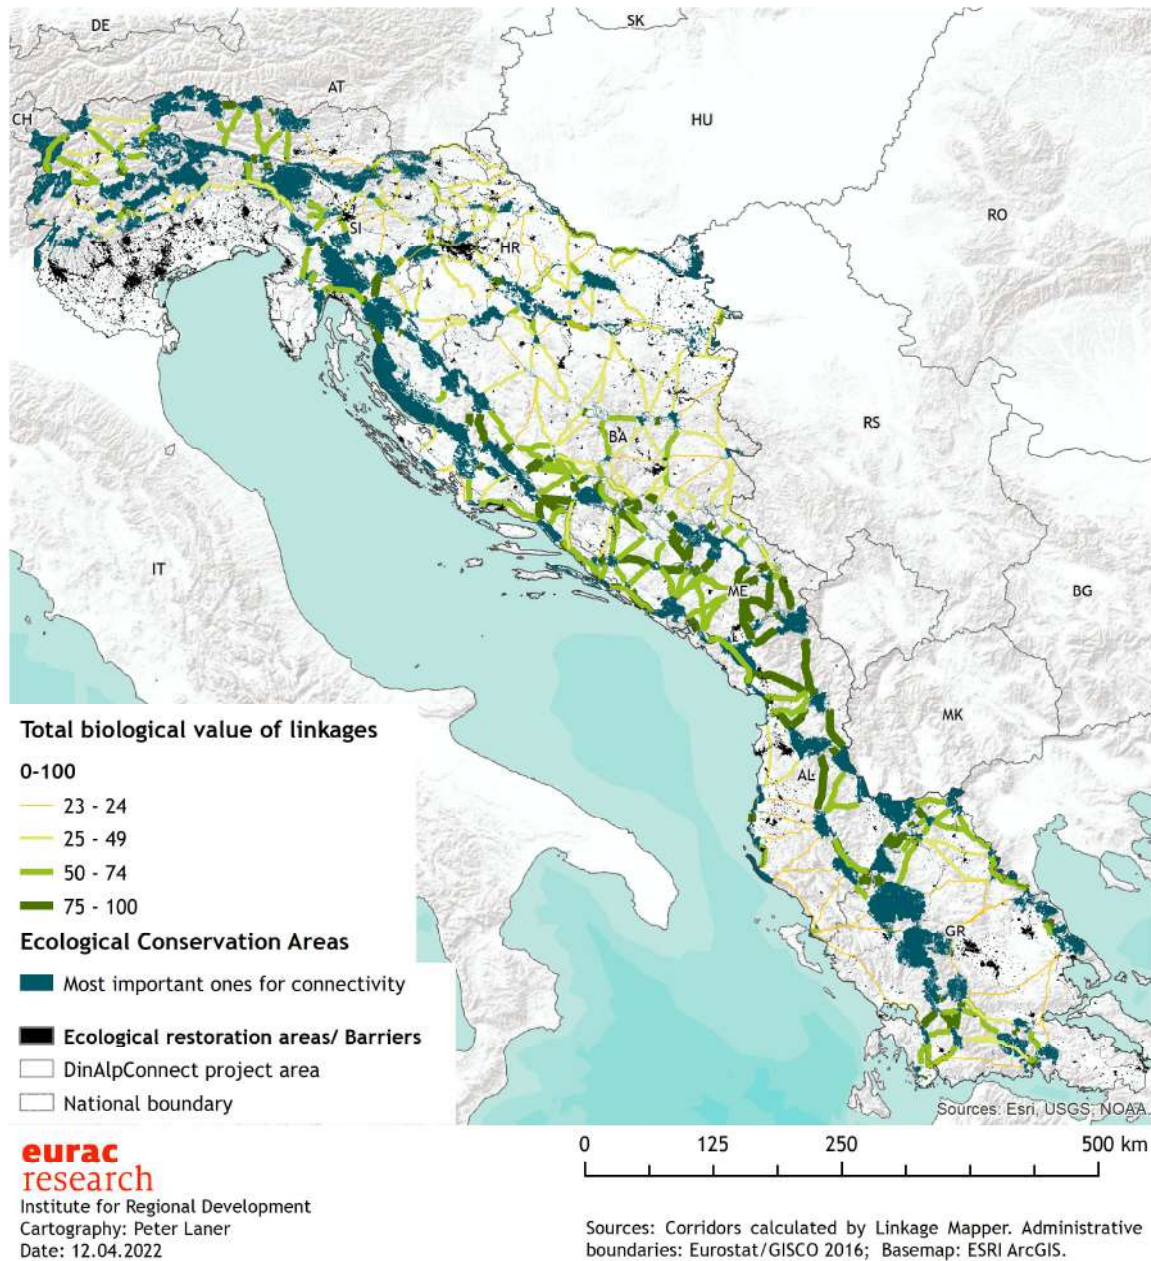 DE
SK
AT
CH
HU
RO
SI
HR
BA
RS
IT
ME
BG
MK
AL
GR
Total biological value of linkages
0-100
23 - 24
25 - 49
50 - 74
75 - 100
Ecological Conservation Areas
Most important ones for connectivity
Ecological restoration areas/ Barriers
DinAlpConnect project area
National boundary
Sources: Esri, USGS, NOAA
eurac
research
Institute for Regional Development
Cartography: Peter Laner
Date: 12.04.2022
0 125 250 500 km
Sources: Corridors calculated by Linkage Mapper. Administrative
boundaries: Eurostat/GISCO 2016; Basemap: ESRI ArcGIS.